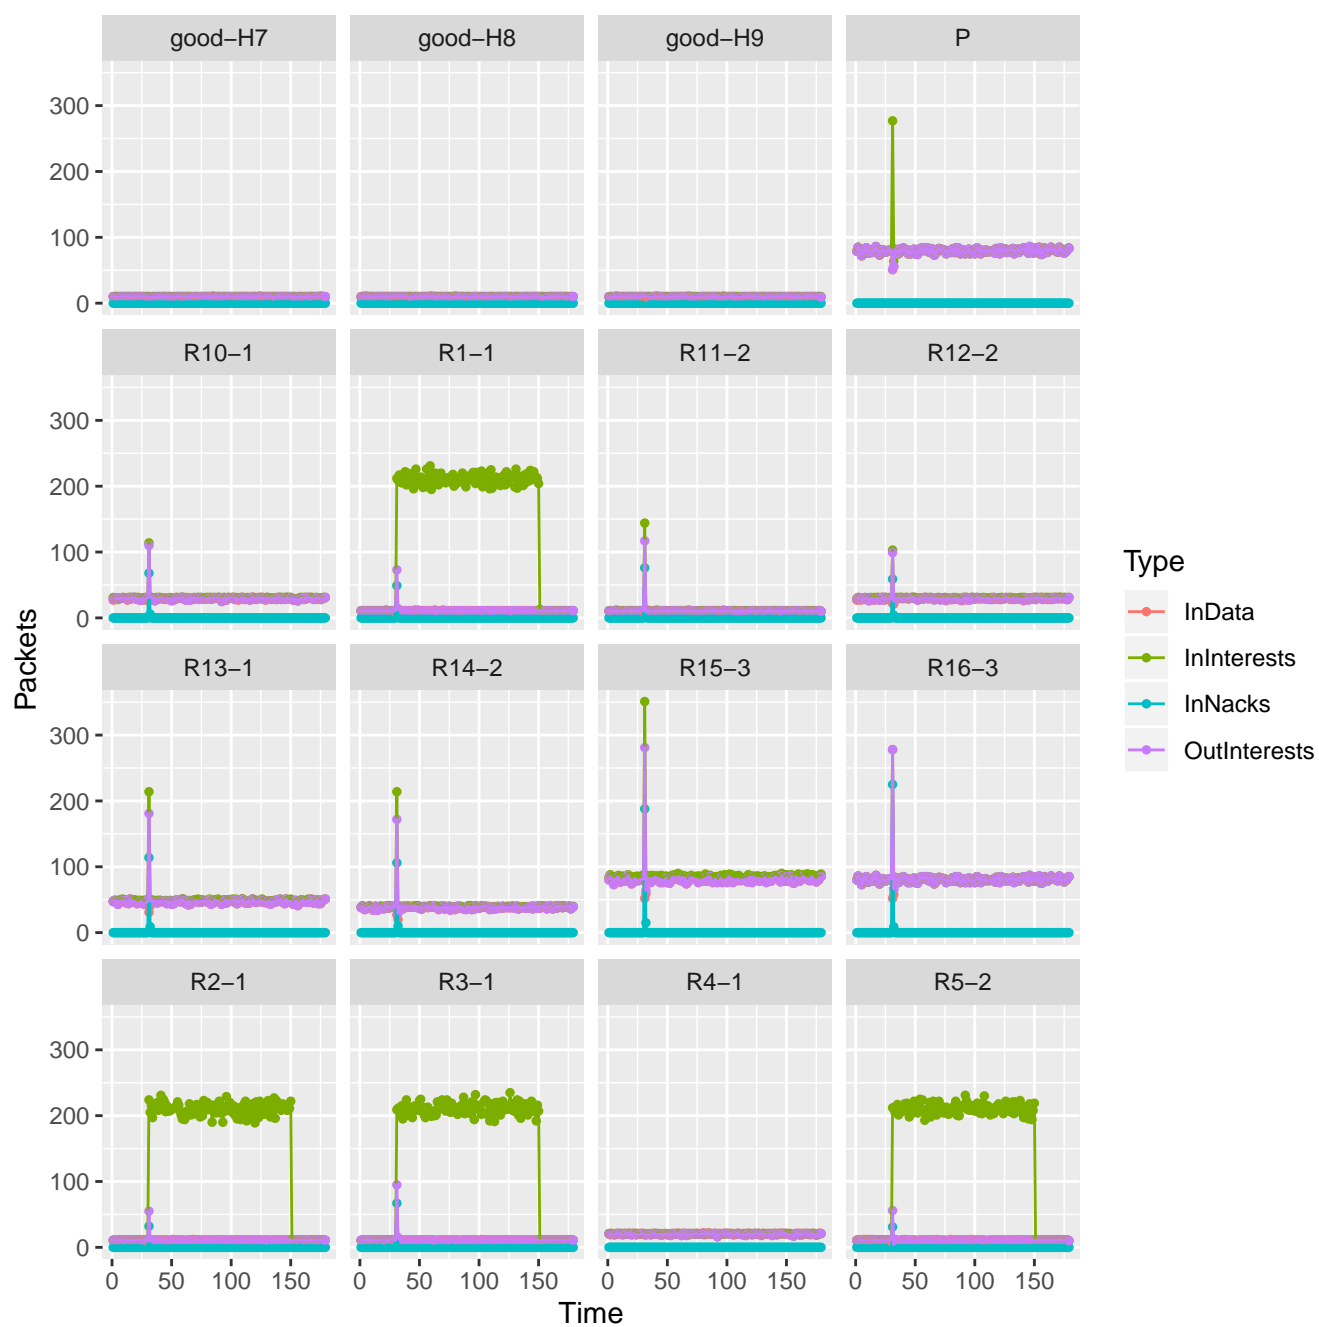 good−H7 good−H8 good−H9 P
300
200
100
0
R10−1 R1−1 R11−2 R12−2
300
200
100
0
R13−1 R14−2 R15−3 R16−3
300
200
100
0
R2−1 R3−1 R4−1 R5−2
300
200
100
0
0 50 100 150 0 50 100 150 0 50 100 150 0 50 100 150
Time
Packets
Type
InData
InInterests
InNacks
OutInterests